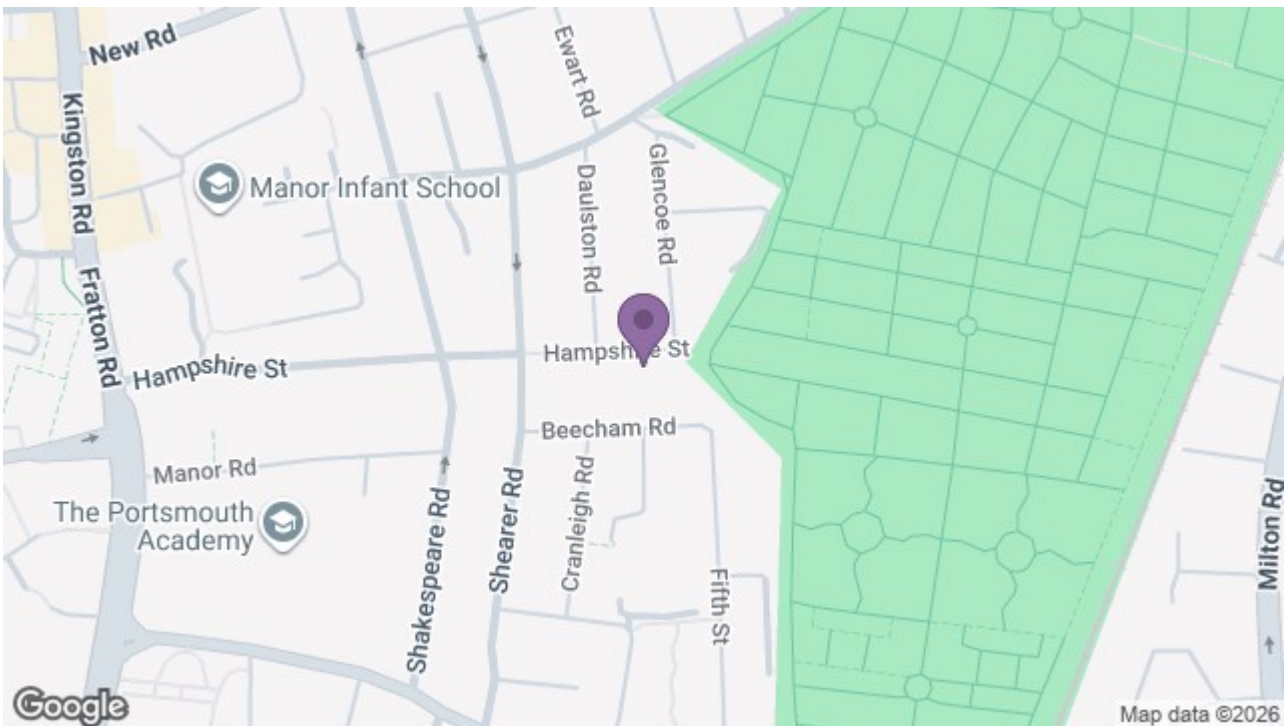 New Rd
Ewart Rd
Kingston Rd
Manor Infant School
Daulston Rd
Glencoe Rd
Fratton Rd
Hampshire St
Hampshire St
Beecham Rd
Manor Rd
The Portsmouth
Academy
Shakespeare Rd
Shearer Rd
Cranleigh Rd
Fifth St
Milton Rd
Google
Map data ©2026